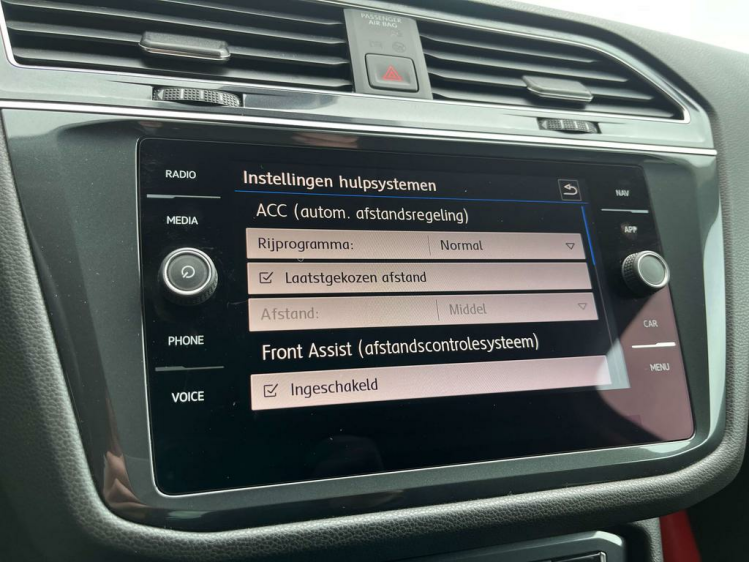 PASSENGER
AIR BAG
RADIO
Instellingen hulpsystemen
NAV
MEDIA
ACC (autom. afstandsregeling)
APP
Rijprogramma: Normal
Laatstgekozen afstand
Afstand: Middel
PHONE
Front Assist (afstandscontrolesysteem)
CAR
VOICE
Ingeschakeld
MENU